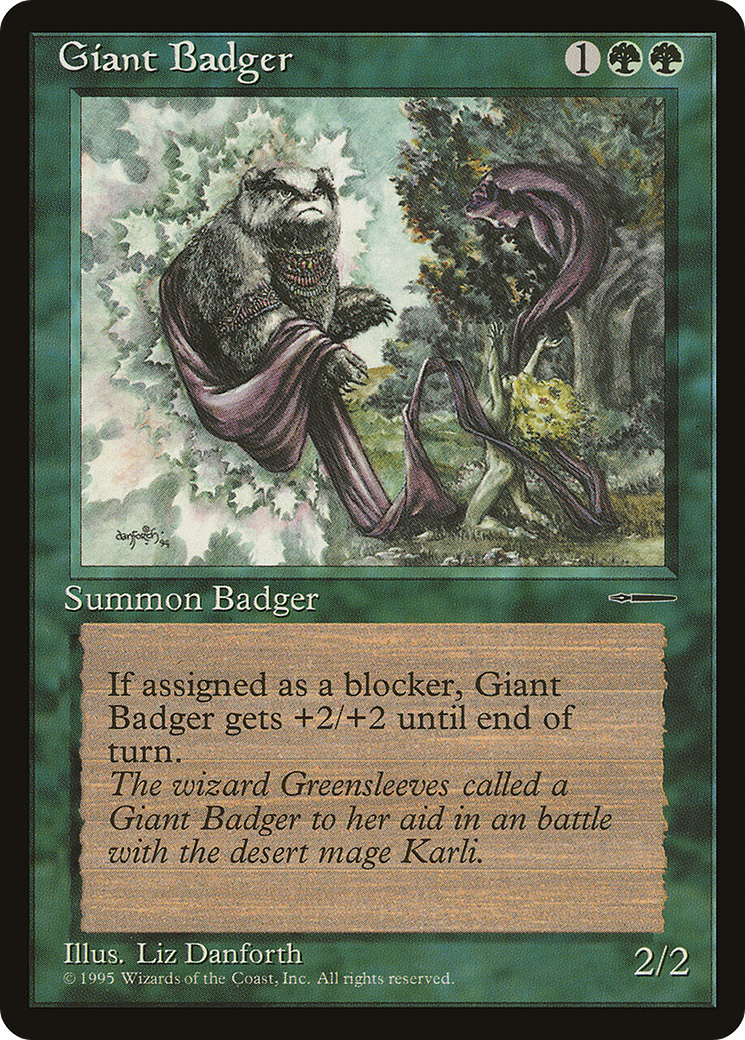 Giant Badger
1
danforth '94
Summon Badger
If assigned as a blocker, Giant
Badger gets +2/+2 until end of
turn.
The wizard Greensleeves called a
Giant Badger to her aid in an battle
with the desert mage Karli.
Illus. Liz Danforth
2/2
© 1995 Wizards of the Coast, Inc. All rights reserved.